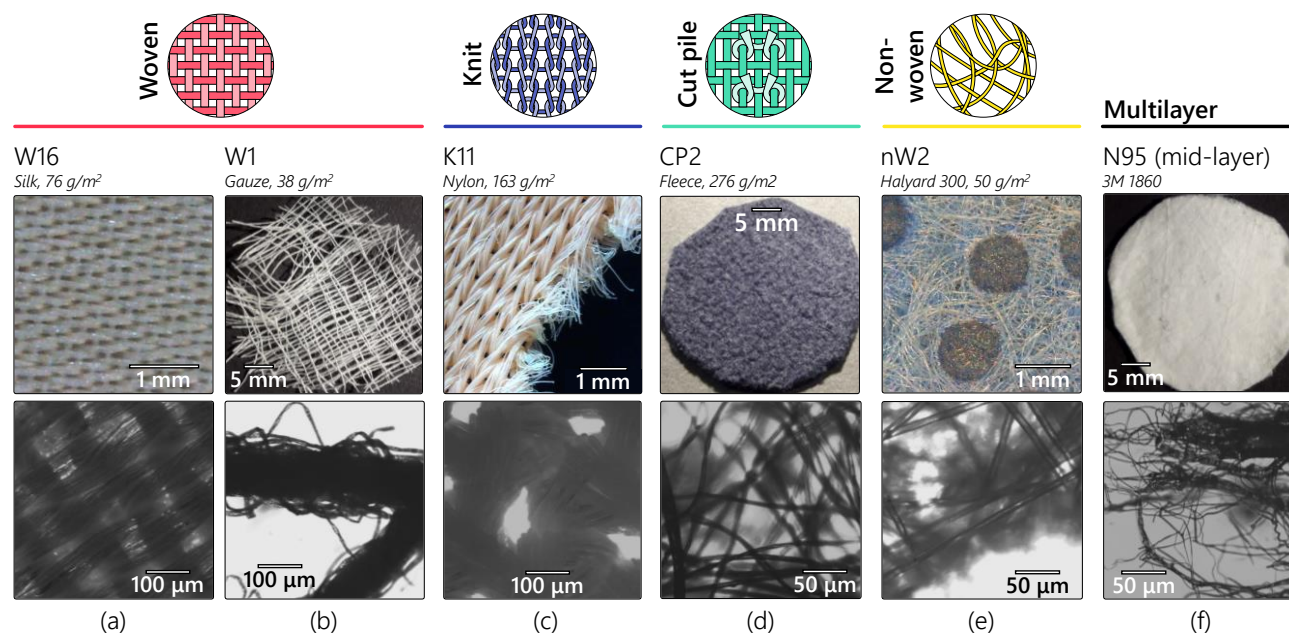 Woven
Knit
Cut pile
Non-
woven
Multilayer
W16
Silk, 76 g/m²
W1
Gauze, 38 g/m²
K11
Nylon, 163 g/m²
CP2
Fleece, 276 g/m2
nW2
Halyard 300, 50 g/m²
N95 (mid-layer)
3M 1860
1 mm
5 mm
1 mm
5 mm
1 mm
5 mm
100 µm
100 µm
100 µm
50 µm
50 µm
50 µm
(a)
(b)
(c)
(d)
(e)
(f)